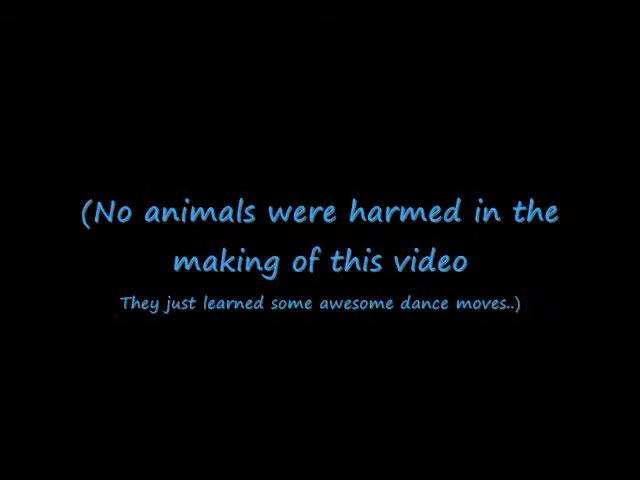 (No animals were harmed in the
making of this video
They just learned some awesome dance moves..)